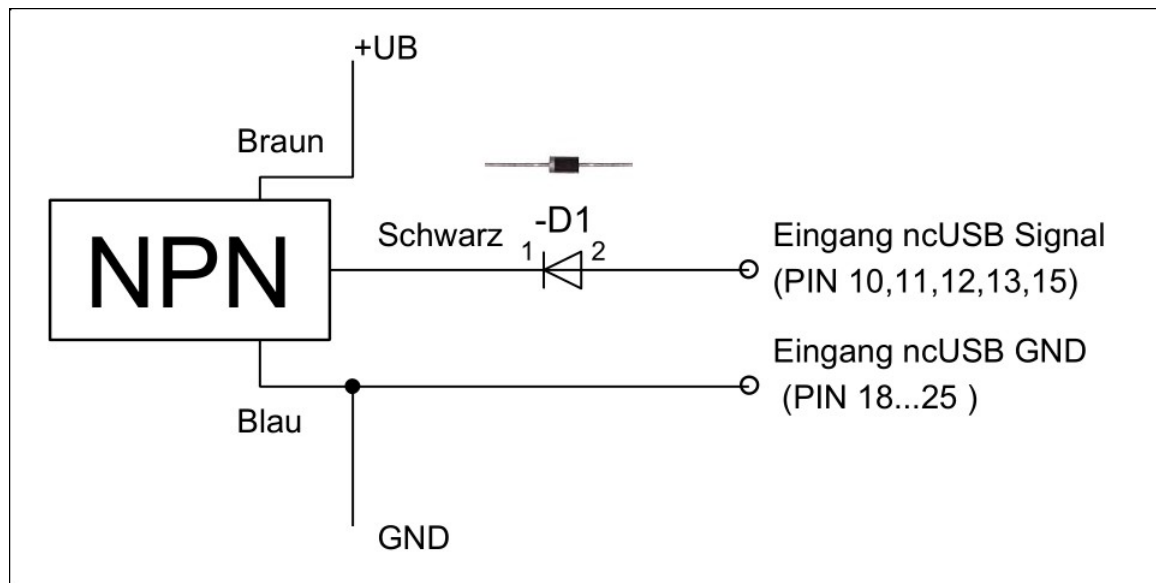 +UB
Braun
NPN
Schwarz
-D1
1 2
Eingang ncUSB Signal
(PIN 10,11,12,13,15)
Eingang ncUSB GND
(PIN 18...25 )
Blau
GND